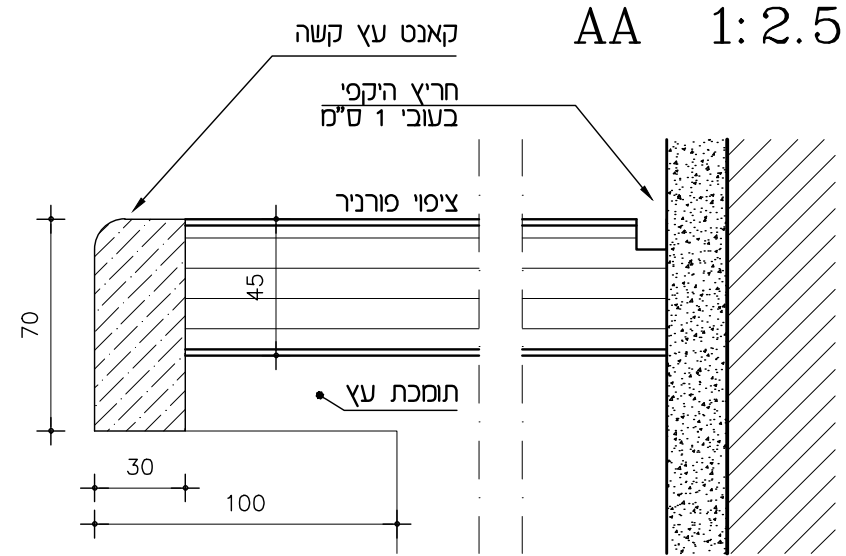 AA 1:2.5
קאנט עץ קשה
חריץ היקפי
בעובי 1 ס"מ
ציפוי פורניר
45
70
תומכת עץ
30
100